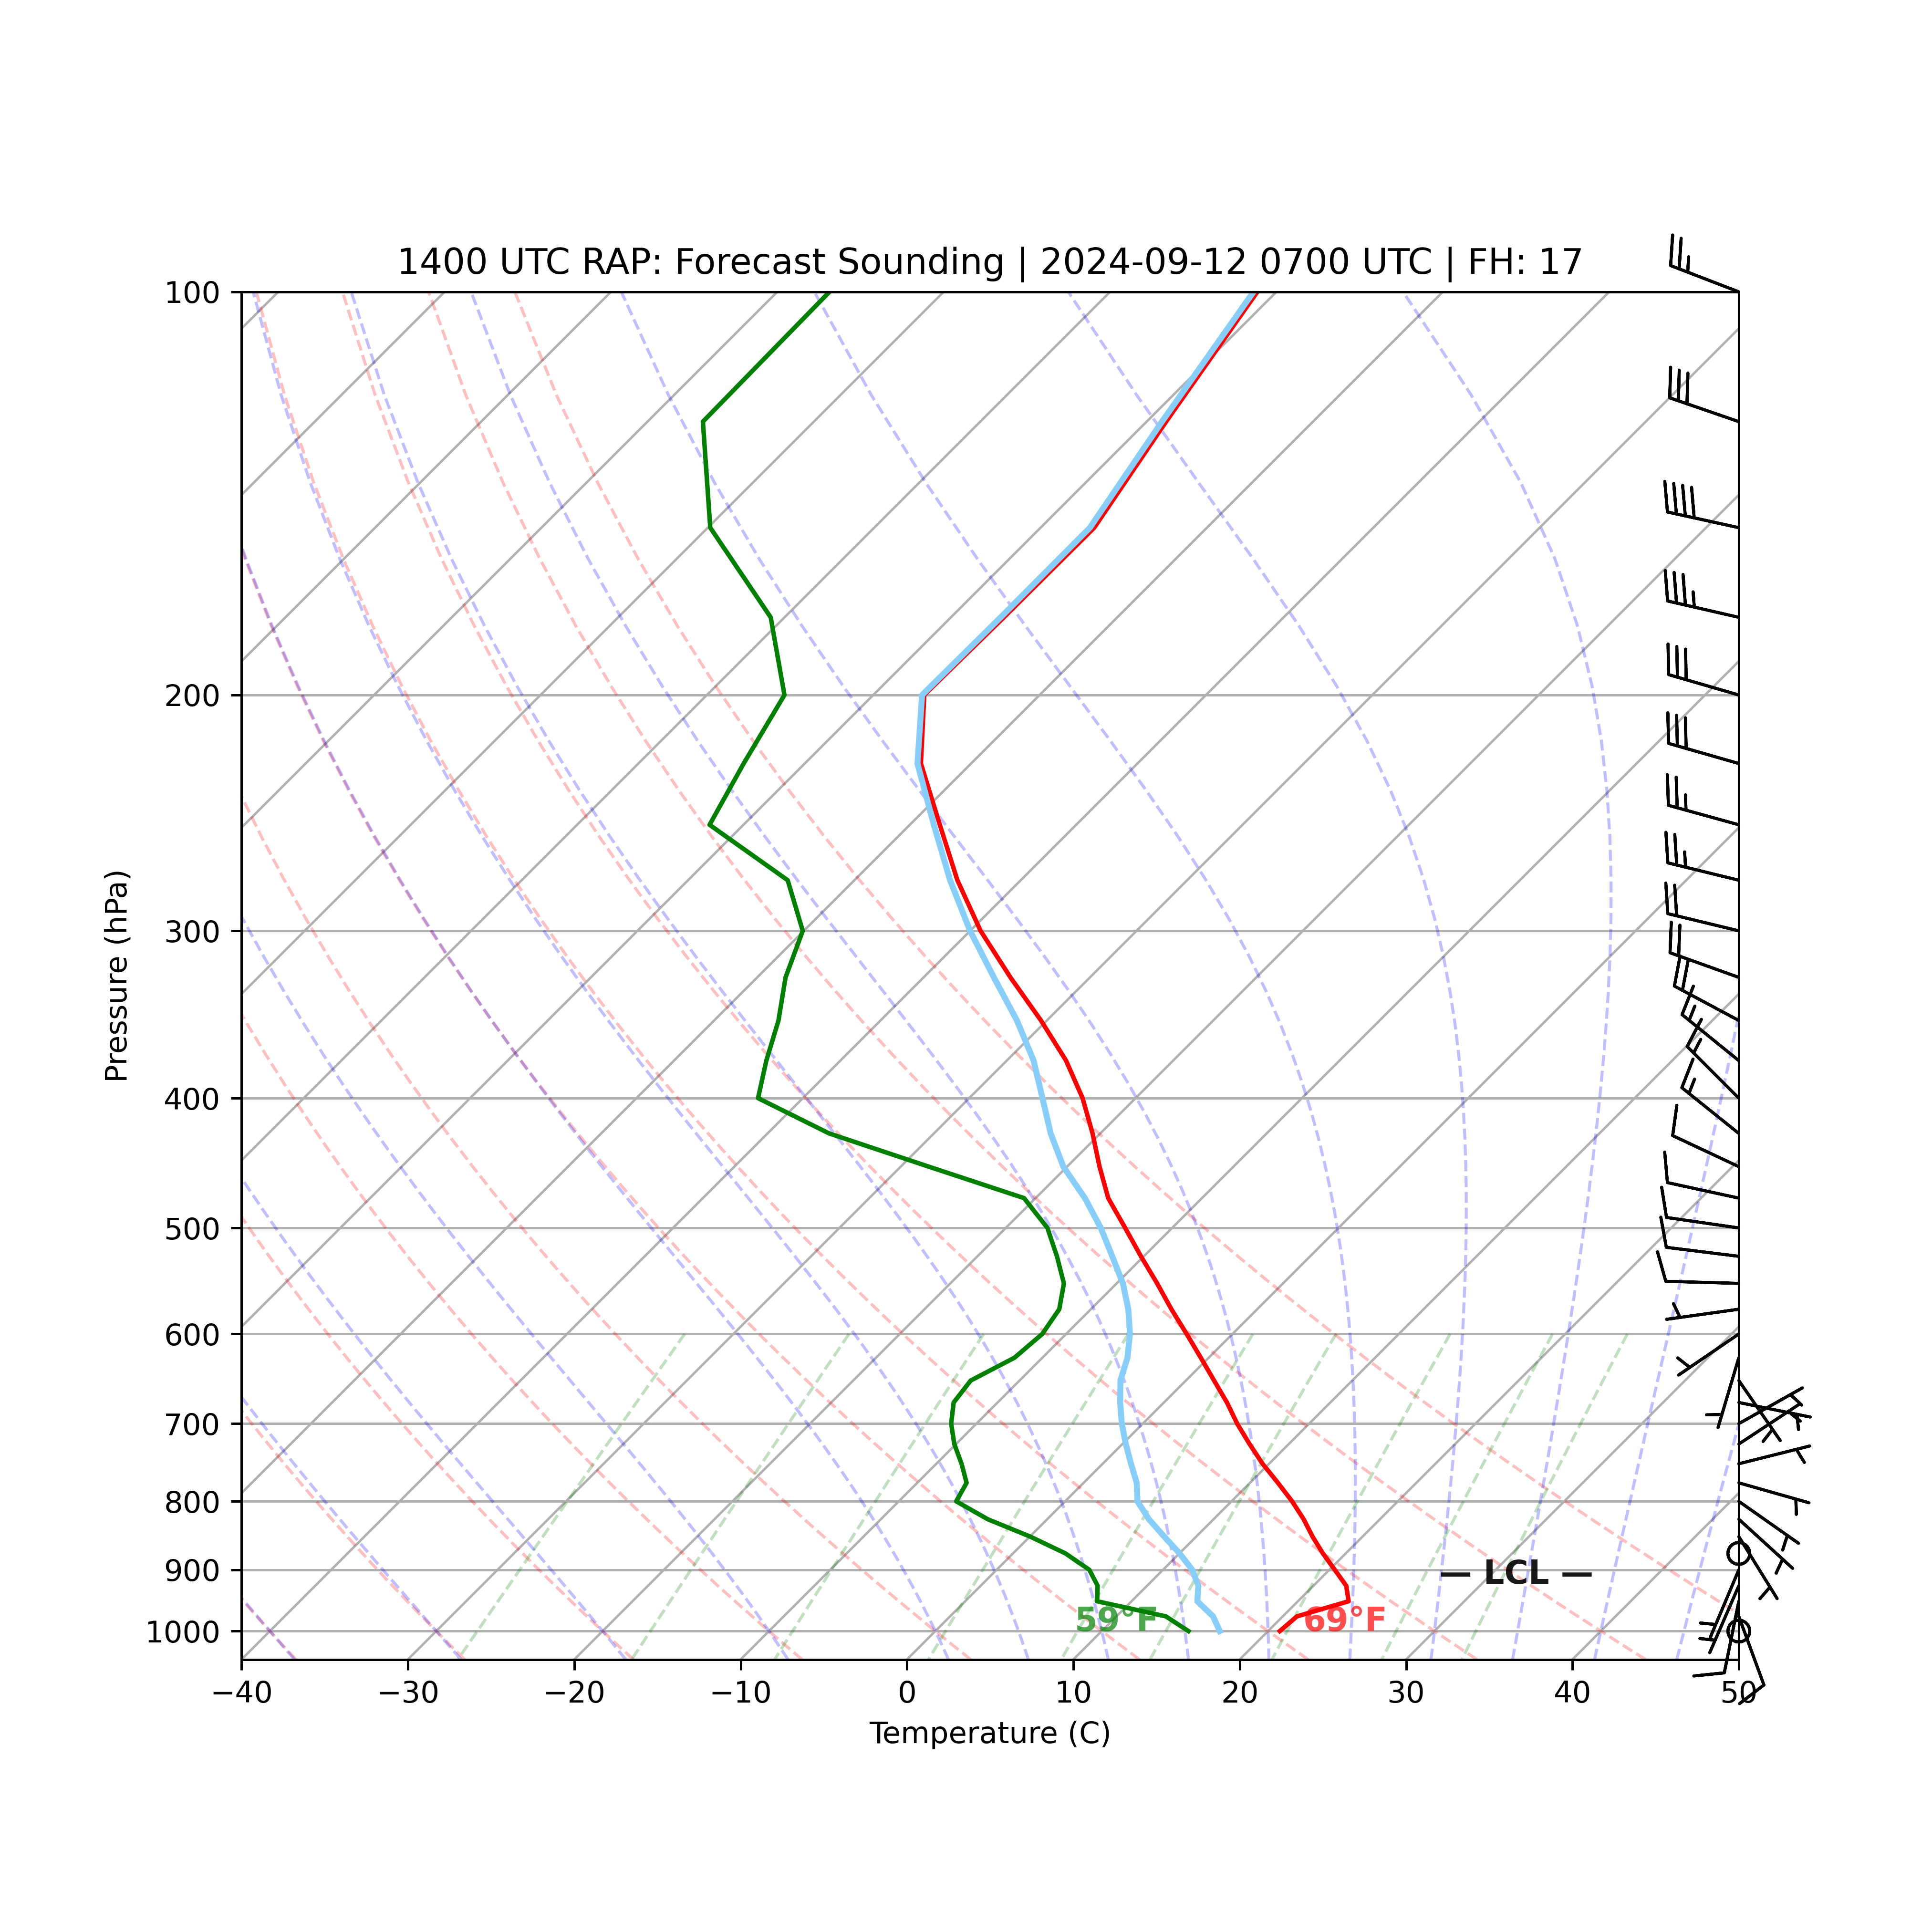 1400 UTC RAP: Forecast Sounding | 2024-09-12 0700 UTC | FH: 17
100
200
300
400
500
600
700
800
900
1000
Pressure (hPa)
— LCL —
59°F
69°F
−40 −30 −20 −10 0 10 20 30 40 50
Temperature (C)